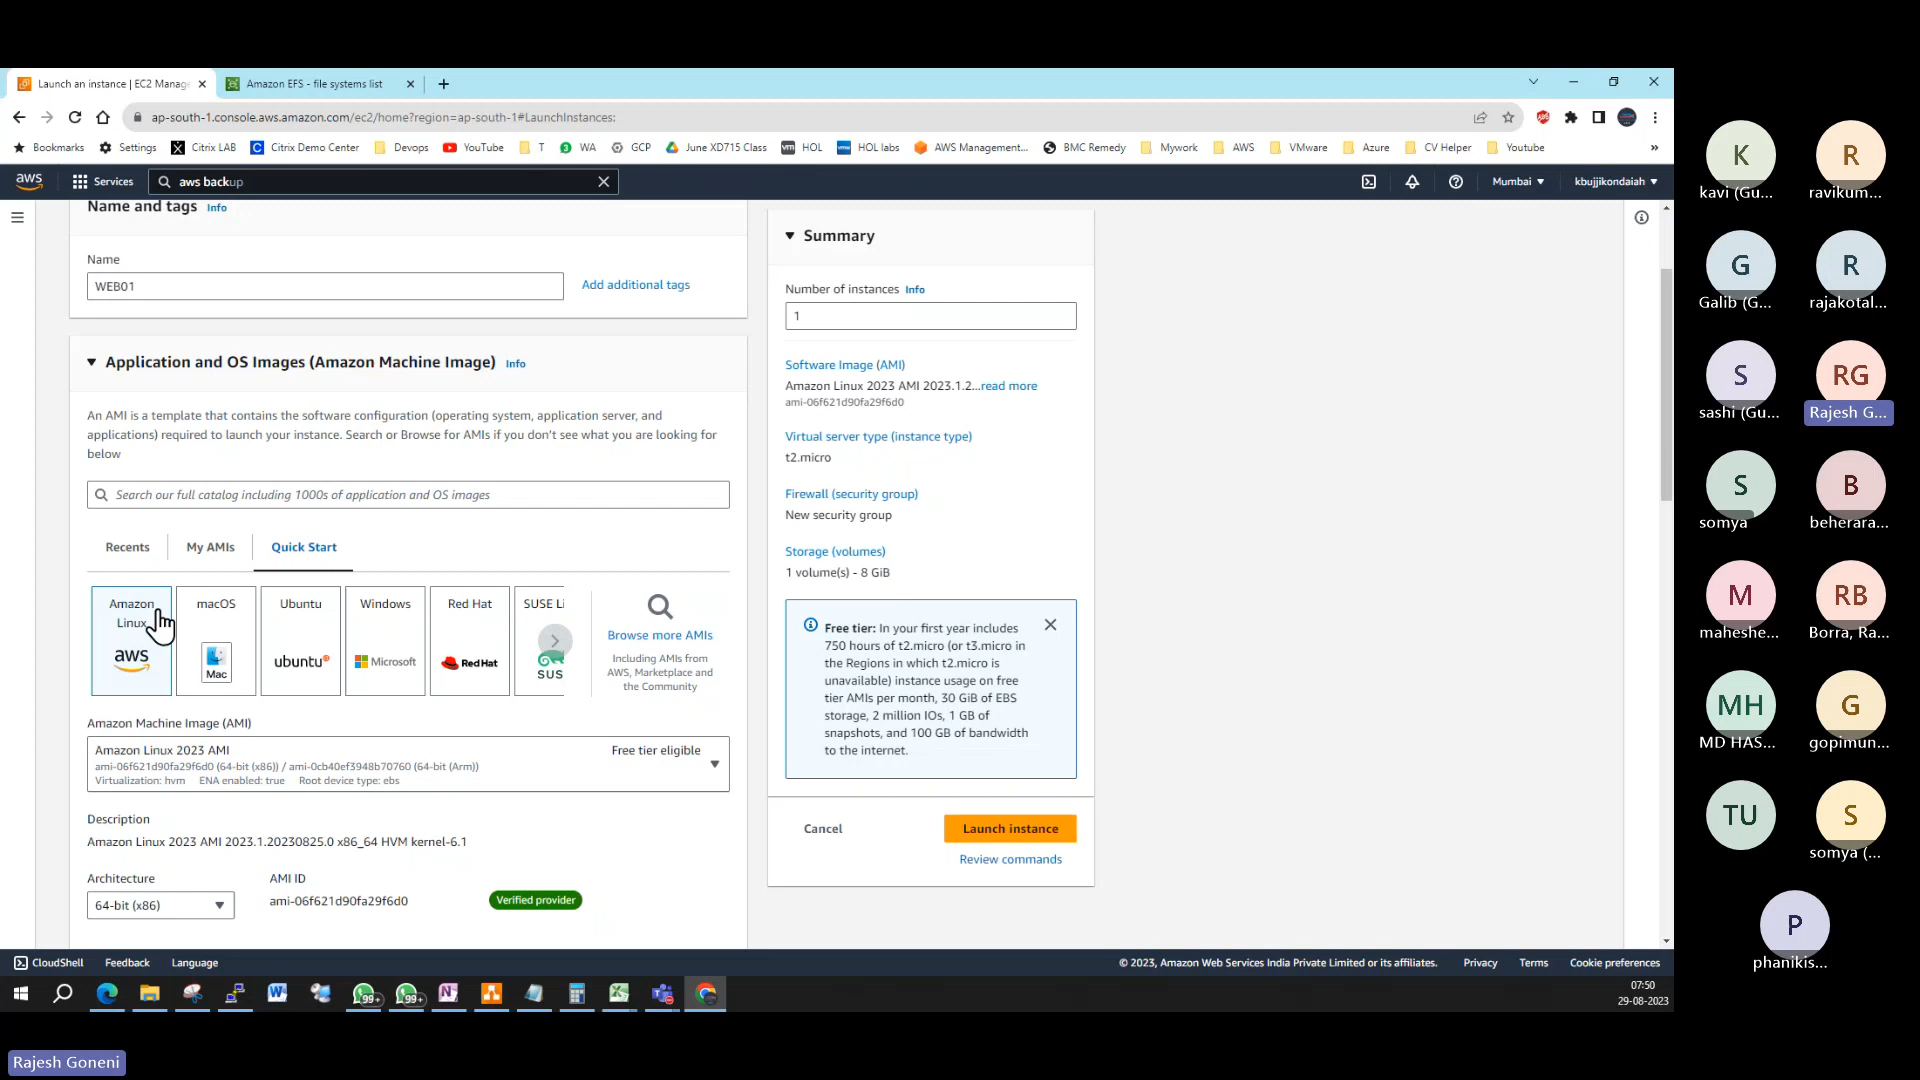 Launch an instance | EC2 Manage
Amazon EFS - file systems list
ap-south-1.console.aws.amazon.com/ec2/home?region=ap-south-1#LaunchInstances:
Bookmarks
Settings
Citrix LAB
Citrix Demo Center
Devops
YouTube
T
WA
GCP
June XD715 Class
HOL
HOL labs
AWS Management...
BMC Remedy
Mywork
AWS
VMware
Azure
CV Helper
Youtube
»
aws
Services
aws backup
Mumbai
kbujjikondaiah
Name and tags Info
Name
WEB01
Add additional tags
Application and OS Images (Amazon Machine Image) Info
An AMI is a template that contains the software configuration (operating system, application server, and
applications) required to launch your instance. Search or Browse for AMIs if you don't see what you are looking for
below
Search our full catalog including 1000s of application and OS images
Recents
My AMIs
Quick Start
Amazon
Linux
aws
macOS
Mac
Ubuntu
ubuntu
Windows
Microsoft
Red Hat
Red Hat
SUSE Li
SUS
Browse more AMIs
Including AMIs from
AWS, Marketplace and
the Community
Amazon Machine Image (AMI)
Amazon Linux 2023 AMI
Free tier eligible
ami-06f621d90fa29f6d0 (64-bit (x86)) / ami-0cb40ef3948b70760 (64-bit (Arm))
Virtualization: hvm ENA enabled: true Root device type: ebs
Description
Amazon Linux 2023 AMI 2023.1.20230825.0 x86_64 HVM kernel-6.1
Architecture
64-bit (x86)
AMI ID
ami-06f621d90fa29f6d0
Verified provider
Summary
Number of instances Info
1
Software Image (AMI)
Amazon Linux 2023 AMI 2023.1.2...read more
ami-06f621d90fa29f6d0
Virtual server type (instance type)
t2.micro
Firewall (security group)
New security group
Storage (volumes)
1 volume(s) - 8 GiB
Free tier: In your first year includes
750 hours of t2.micro (or t3.micro in
the Regions in which t2.micro is
unavailable) instance usage on free
tier AMIs per month, 30 GiB of EBS
storage, 2 million IOs, 1 GB of
snapshots, and 100 GB of bandwidth
to the internet.
Cancel
Launch instance
Review commands
CloudShell
Feedback
Language
© 2023, Amazon Web Services India Private Limited or its affiliates.
Privacy
Terms
Cookie preferences
99+
99+
07:50
29-08-2023
K
kavi (Gu...
R
ravikum...
G
Galib (G...
R
rajakotal...
S
sashi (Gu...
RG
Rajesh G...
S
somya
B
beherara...
M
maheshe...
RB
Borra, Ra...
MH
MD HAS...
G
gopimun...
TU
S
somya (...
P
phanikis...
Rajesh Goneni